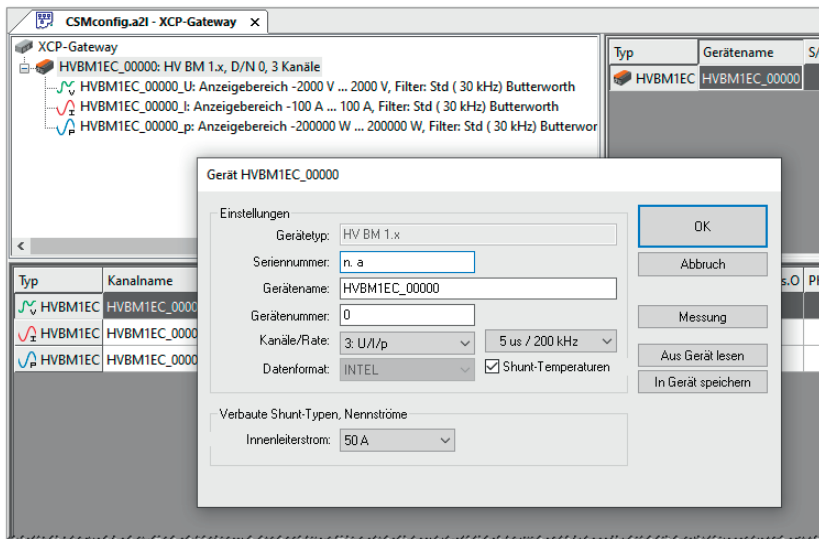 CSMconfig.a2l - XCP-Gateway
XCP-Gateway
HVBM1EC_00000: HV BM 1.x, D/N 0, 3 Kanäle
HVBM1EC_00000_U: Anzeigebereich -2000 V ... 2000 V, Filter: Std ( 30 kHz) Butterworth
HVBM1EC_00000_I: Anzeigebereich -100 A ... 100 A, Filter: Std ( 30 kHz) Butterworth
HVBM1EC_00000_p: Anzeigebereich -200000 W ... 200000 W, Filter: Std ( 30 kHz) Butterwor
Typ Gerätename S/
HVBM1EC HVBM1EC_00000
Typ Kanalname s.O Ph
HVBM1EC HVBM1EC_0000
HVBM1EC HVBM1EC_0000
HVBM1EC HVBM1EC_0000
Gerät HVBM1EC_00000
Einstellungen
Gerätetyp: HV BM 1.x
Seriennummer: n. a
Gerätename: HVBM1EC_00000
Gerätenummer: 0
Kanäle/Rate: 3: U/I/p 5 us / 200 kHz
Datenformat: INTEL Shunt-Temperaturen
Verbaute Shunt-Typen, Nennströme
Innenleiterstrom: 50 A
OK
Abbruch
Messung
Aus Gerät lesen
In Gerät speichern